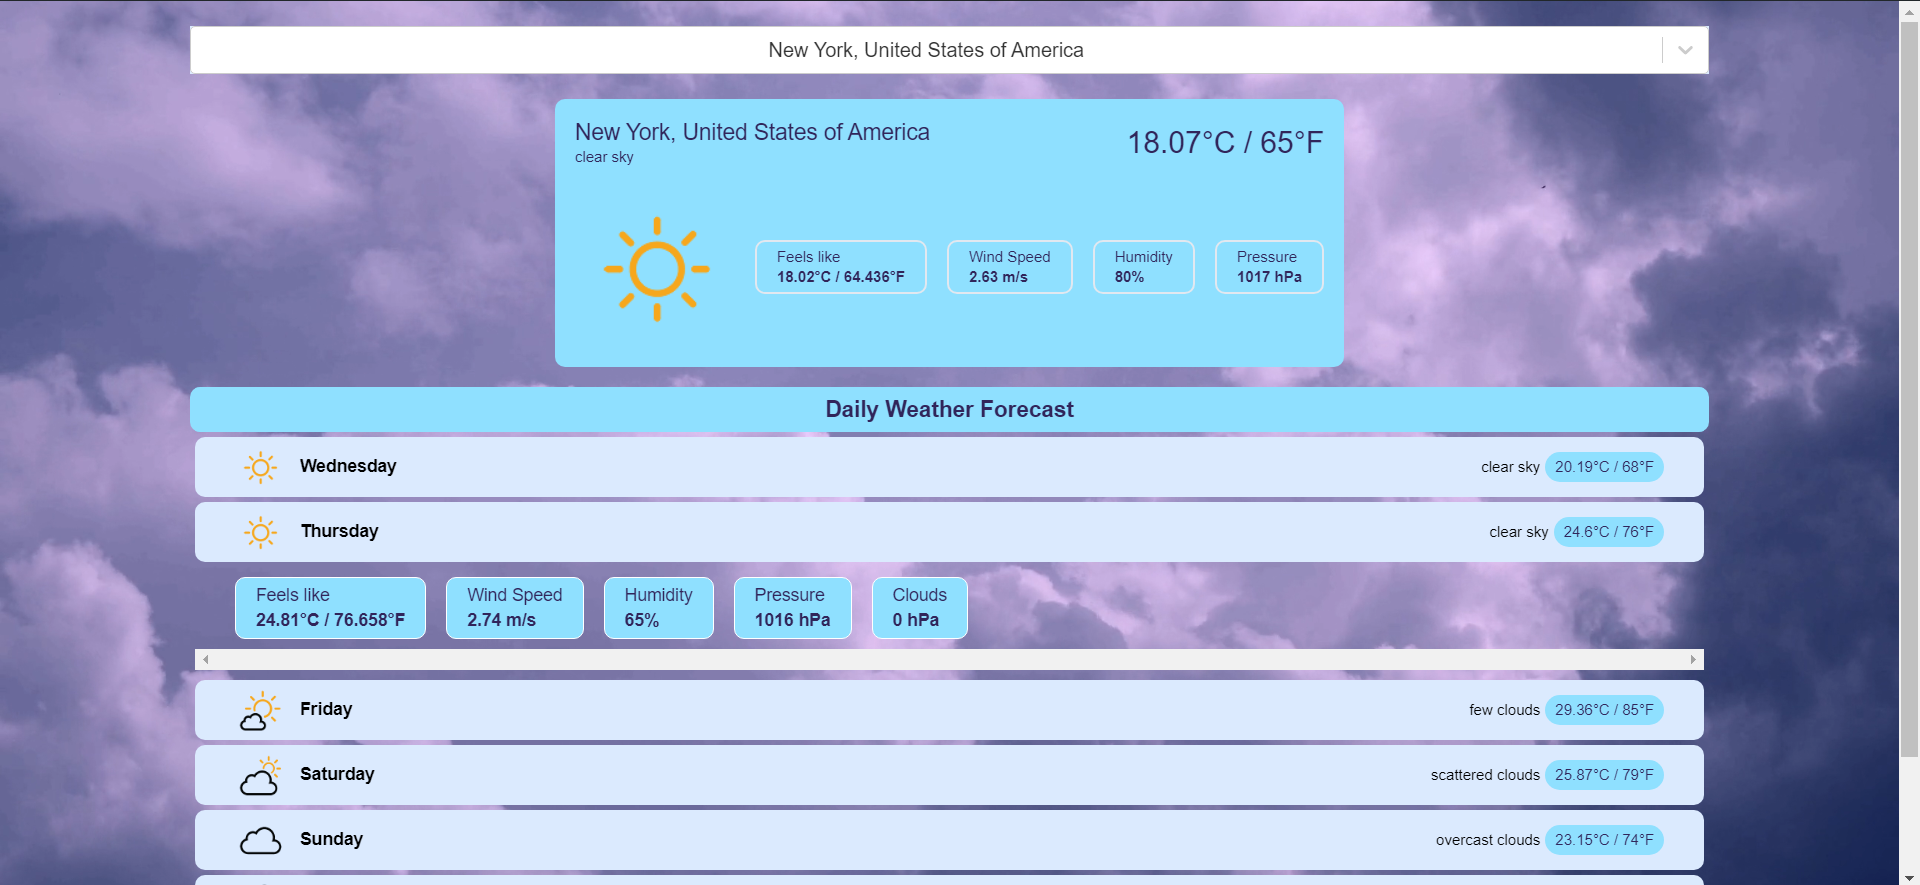 New York, United States of America
New York, United States of America
clear sky
18.07°C / 65°F
Feels like
18.02°C / 64.436°F
Wind Speed
2.63 m/s
Humidity
80%
Pressure
1017 hPa
Daily Weather Forecast
Wednesday
clear sky 20.19°C / 68°F
Thursday
clear sky 24.6°C / 76°F
Feels like
24.81°C / 76.658°F
Wind Speed
2.74 m/s
Humidity
65%
Pressure
1016 hPa
Clouds
0 hPa
Friday
few clouds 29.36°C / 85°F
Saturday
scattered clouds 25.87°C / 79°F
Sunday
overcast clouds 23.15°C / 74°F